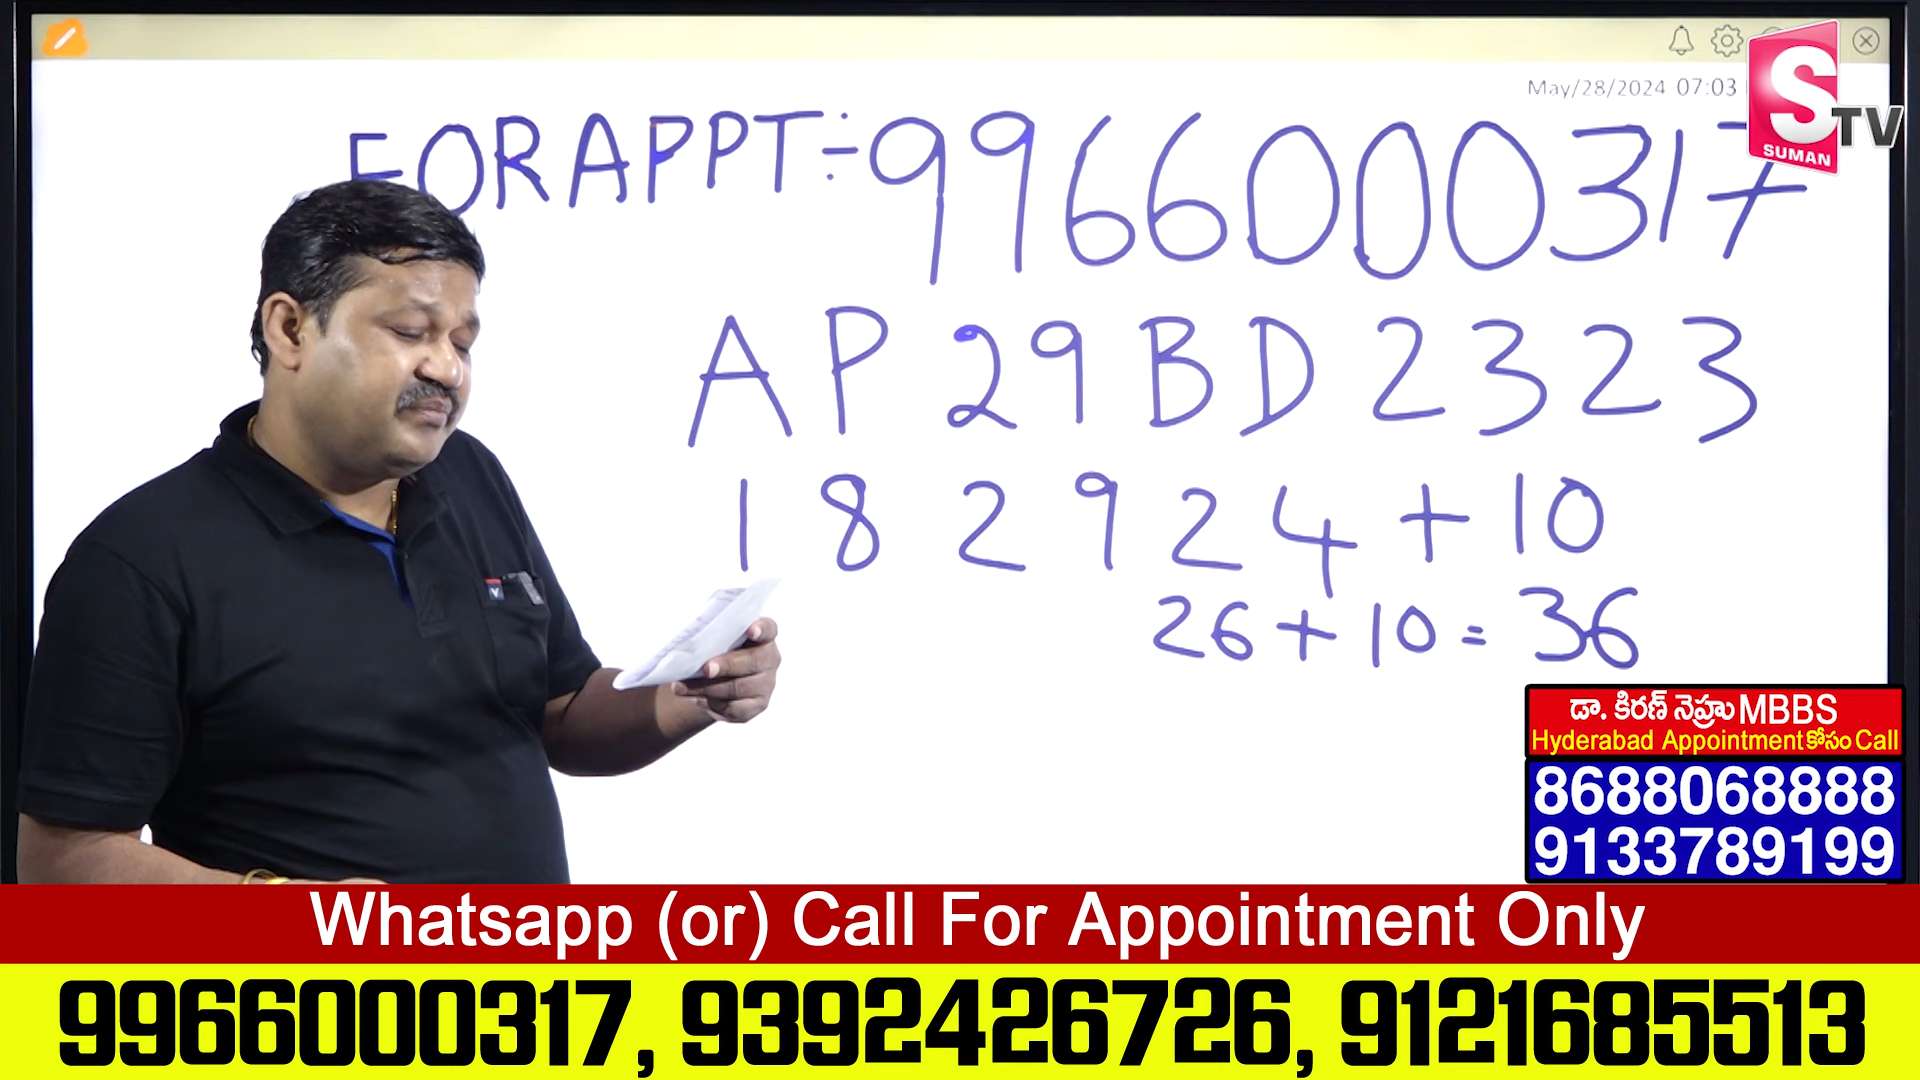 May/28/2024 07:03
S TV
SUMAN
FOR APPT ÷ 9966000317
A P 29 B D 2323
1 8 2 9 2 4 + 10
26 + 10 = 36
డా. కిరణ్ నెహ్రు MBBS
Hyderabad Appointment కోసం Call
8688068888
9133789199
Whatsapp (or) Call For Appointment Only
9966000317, 9392426726, 9121685513